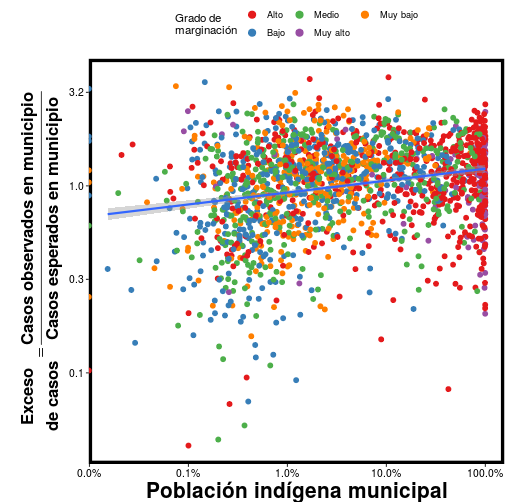 Grado de
marginación
Alto
Medio
Muy bajo
Bajo
Muy alto
Exceso de casos = Casos observados en municipio
Casos esperados en municipio
3.2
1.0
0.3
0.1
0.0%
0.1%
1.0%
10.0%
100.0%
Población indígena municipal